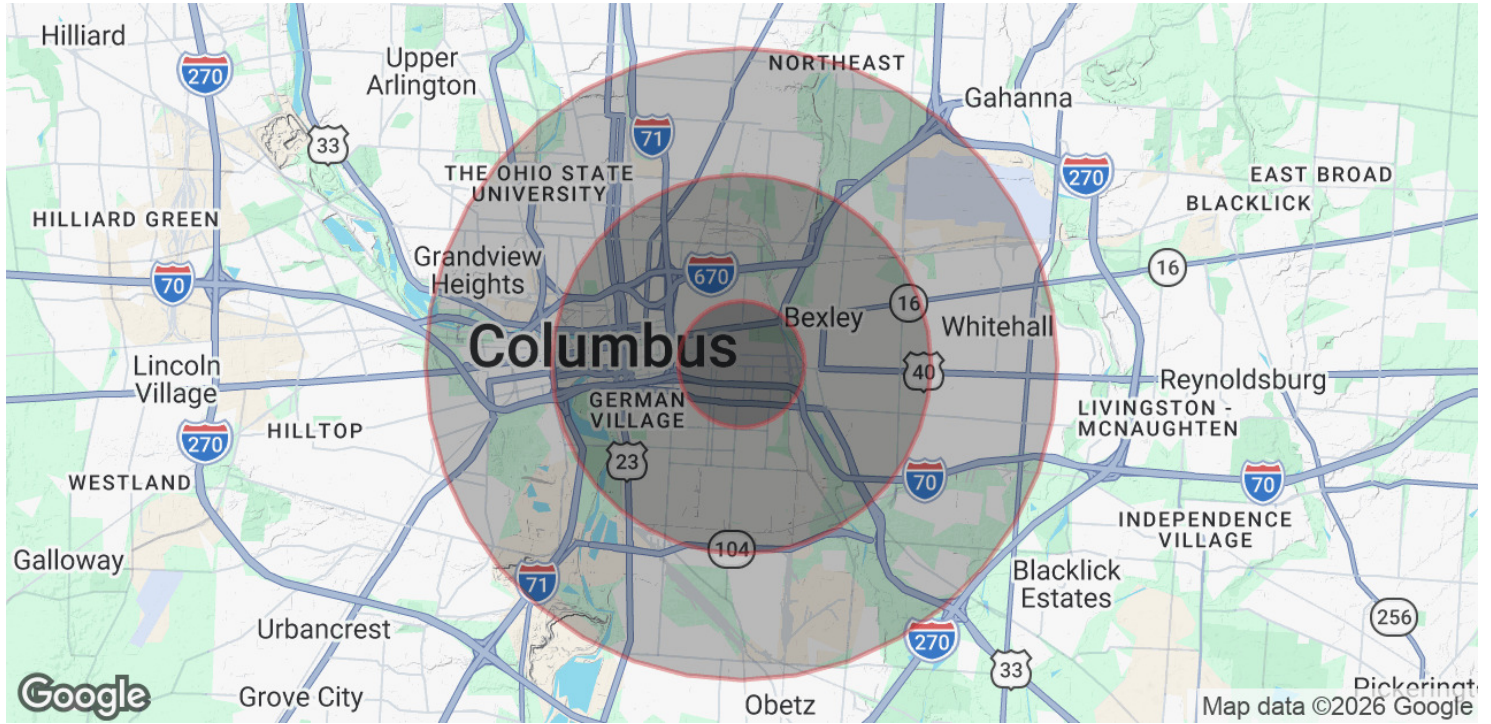 Hilliard
270
Upper
Arlington
33
71
NORTHEAST
Gahanna
270
EAST BROAD
BLACKLICK
THE OHIO STATE
UNIVERSITY
HILLIARD GREEN
Grandview
Heights
70
670
16
16
Bexley
Whitehall
Columbus
Lincoln
Village
40
Reynoldsburg
GERMAN
VILLAGE
LIVINGSTON -
MCNAUGHTEN
HILLTOP
270
23
70
70
WESTLAND
INDEPENDENCE
VILLAGE
104
Galloway
71
Blacklick
Estates
256
Urbancrest
270
33
Grove City
Obetz
Pickeringt
Google
Map data ©2026 Google